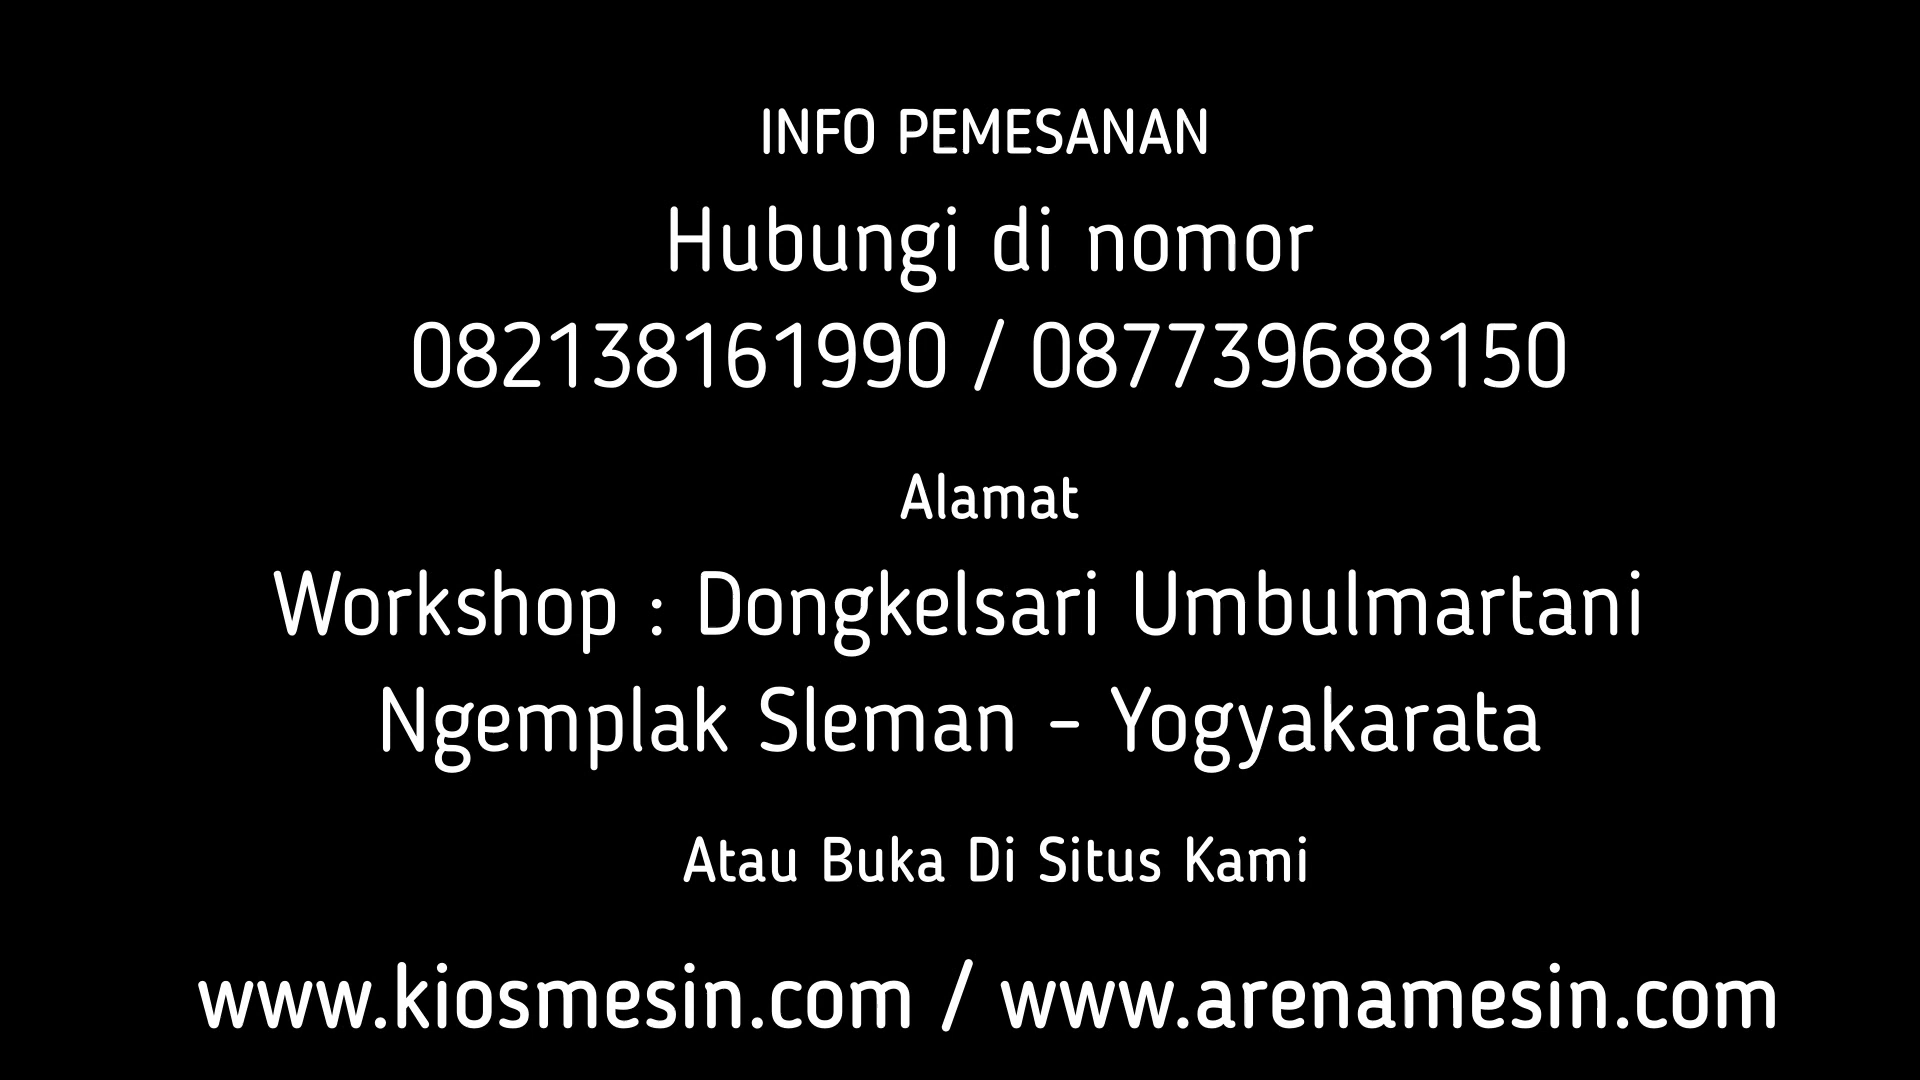 INFO PEMESANAN
Hubungi di nomor
082138161990 / 087739688150
Alamat
Workshop : Dongkelsari Umbulmartani
Ngemplak Sleman - Yogyakarata
Atau Buka Di Situs Kami
www.kiosmesin.com / www.arenamesin.com